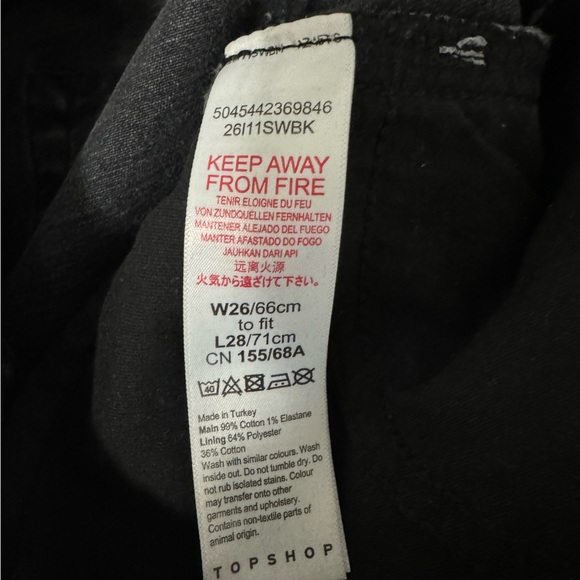 5045442369846
26I11SWBK
KEEP AWAY
FROM FIRE
TENIR ELOIGNE DU FEU
VON ZUNDQUELLEN FERNHALTEN
MANTENER ALEJADO DEL FUEGO
MANTER AFASTADO DO FOGO
JAUHKAN DARI API
远离火源
火気から遠ざけて下さい。
W26/66cm
to fit
L28/71cm
CN 155/68A
40
Made in Turkey
Main 99% Cotton 1% Elastane
Lining 64% Polyester
36% Cotton
Wash with similar colours. Wash
inside out. Do not tumble dry. Do
not rub isolated stains. Colour
may transfer onto other
garments and upholstery.
Contains non-textile parts of
animal origin.
TOPSHOP